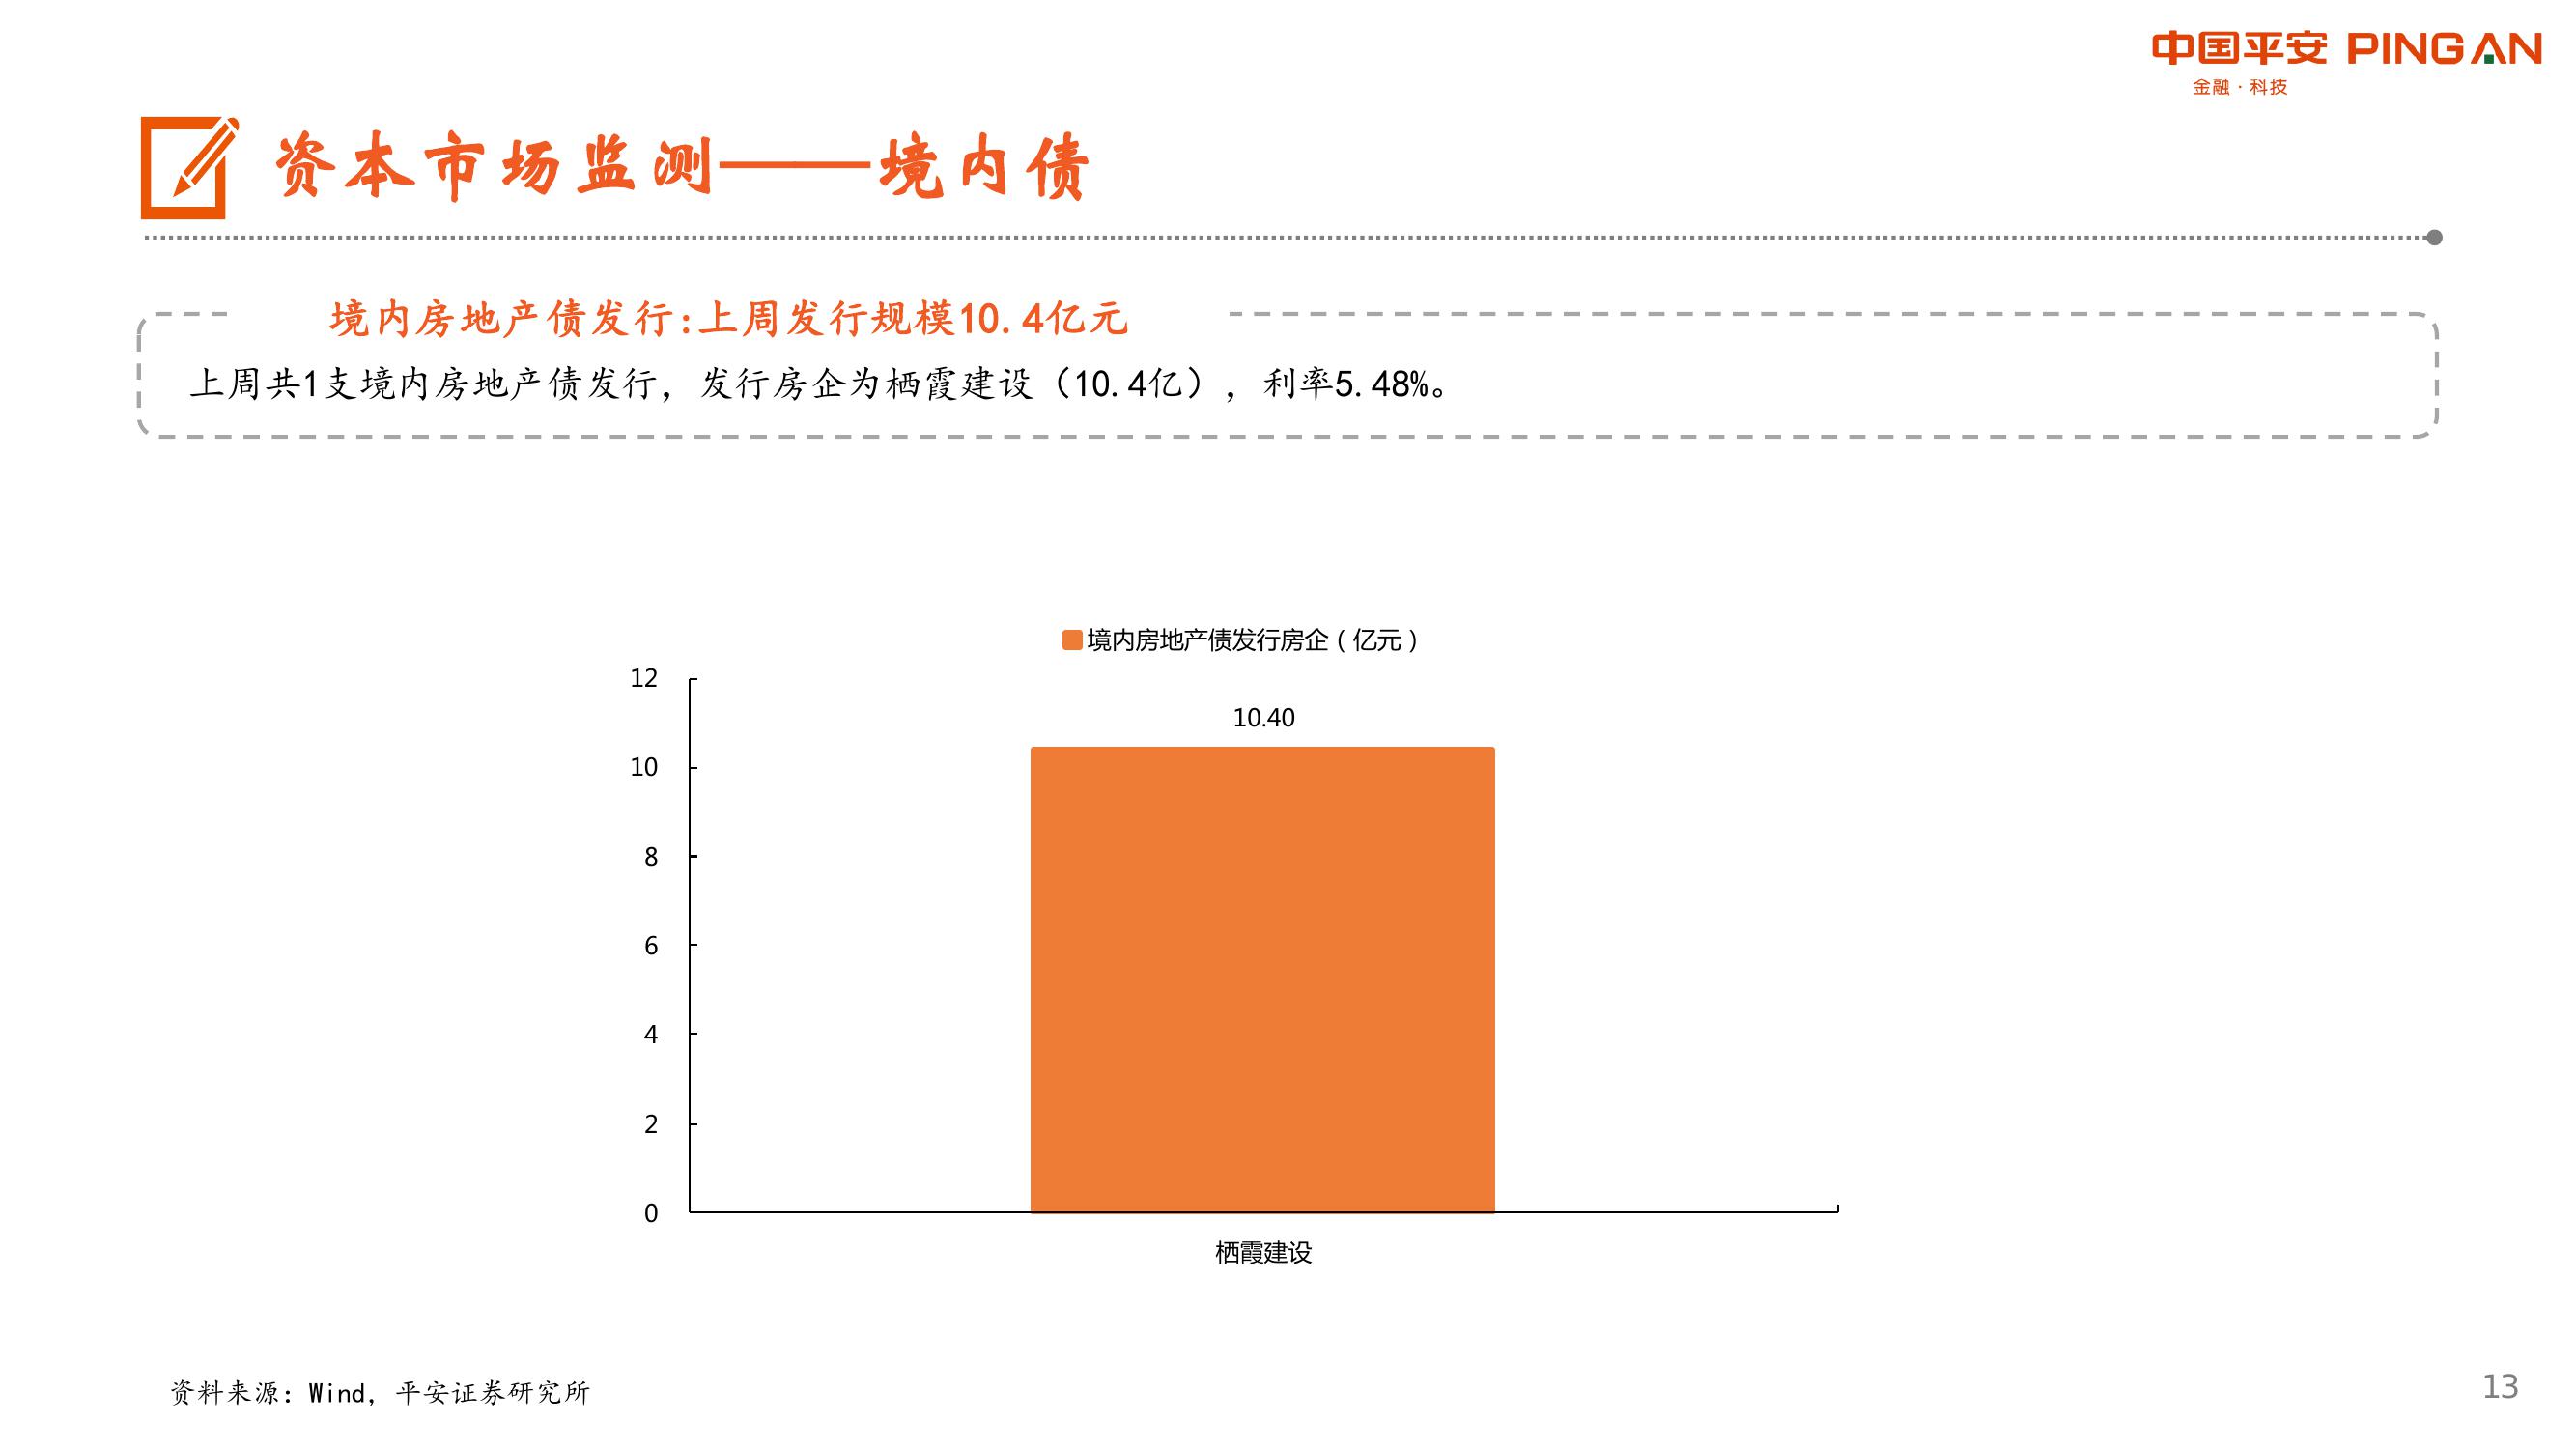 中国平安 PINGAN
金融·科技
资本市场监测——境内债
境内房地产债发行:上周发行规模10.4亿元
上周共1支境内房地产债发行，发行房企为栖霞建设（10.4亿），利率5.48%。
境内房地产债发行房企（亿元）
12
10.40
10
8
6
4
2
0
栖霞建设
资料来源：Wind，平安证券研究所
13